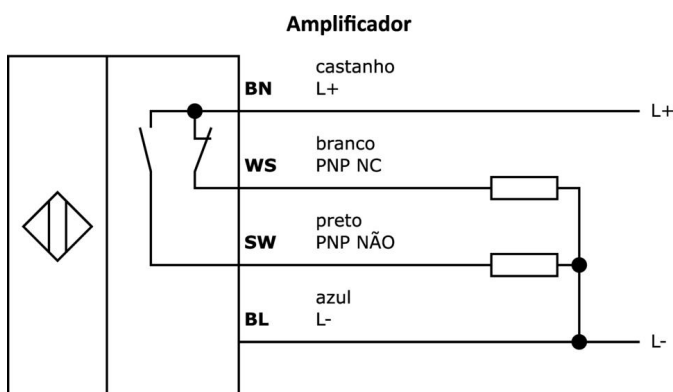 Amplificador
castanho
BN L+
L+
branco
WS PNP NC
preto
SW PNP NÃO
azul
BL L-
L-